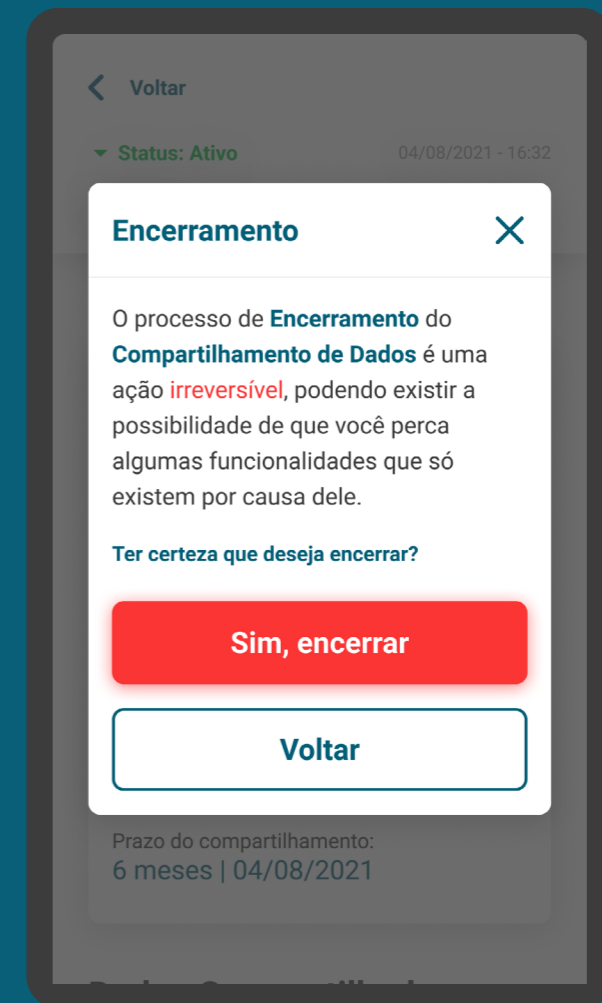 Voltar
Status: Ativo
04/08/2021 - 16:32
Encerramento
O processo de Encerramento do
Compartilhamento de Dados é uma
ação irreversível, podendo existir a
possibilidade de que você perca
algumas funcionalidades que só
existem por causa dele.
Ter certeza que deseja encerrar?
Sim, encerrar
Voltar
Prazo do compartilhamento:
6 meses | 04/08/2021